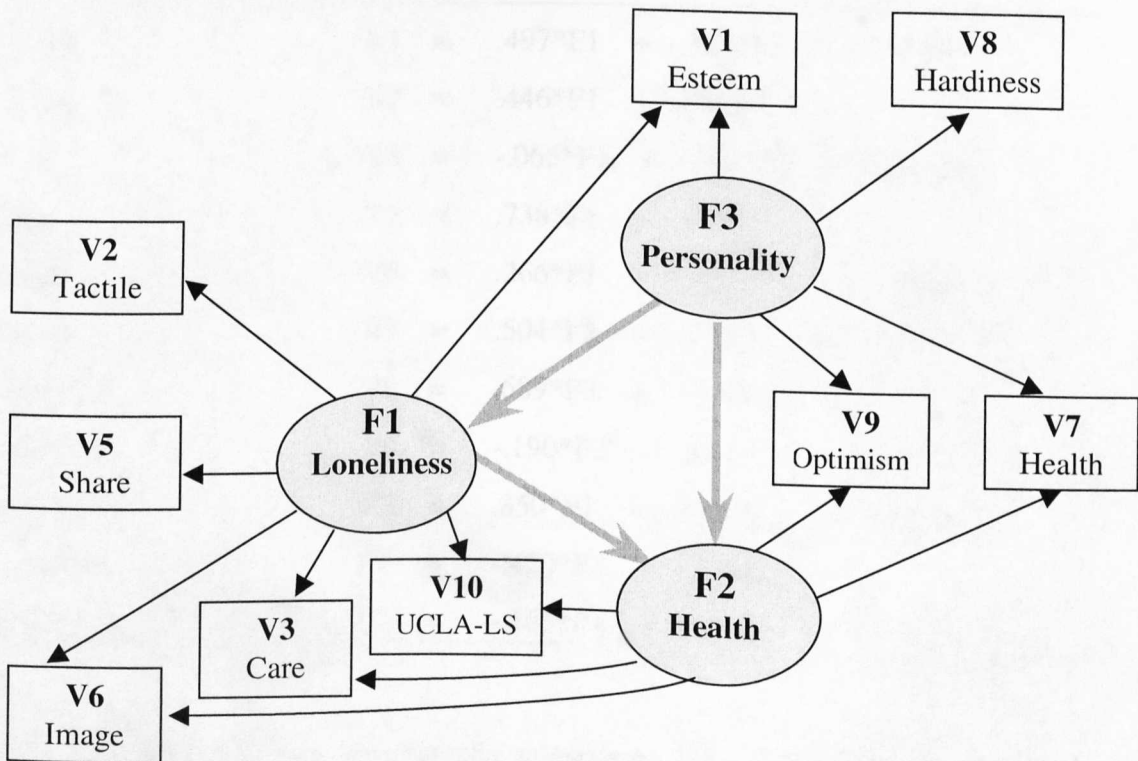 V1
Esteem
V8
Hardiness
F3
Personality
V2
Tactile
F1
Loneliness
V5
Share
V9
Optimism
V7
Health
V10
UCLA-LS
F2
Health
V3
Care
V6
Image